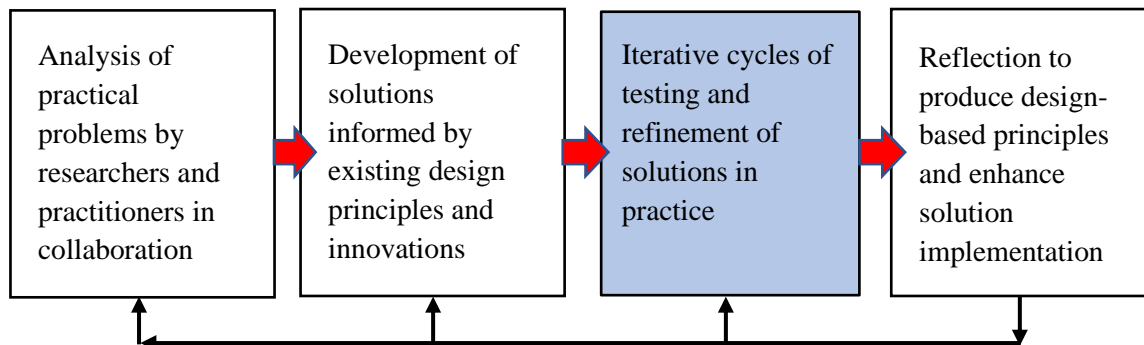 Analysis of
practical
problems by
researchers and
practitioners in
collaboration
Development of
solutions
informed by
existing design
principles and
innovations
Iterative cycles of
testing and
refinement of
solutions in
practice
Reflection to
produce design-
based principles
and enhance
solution
implementation